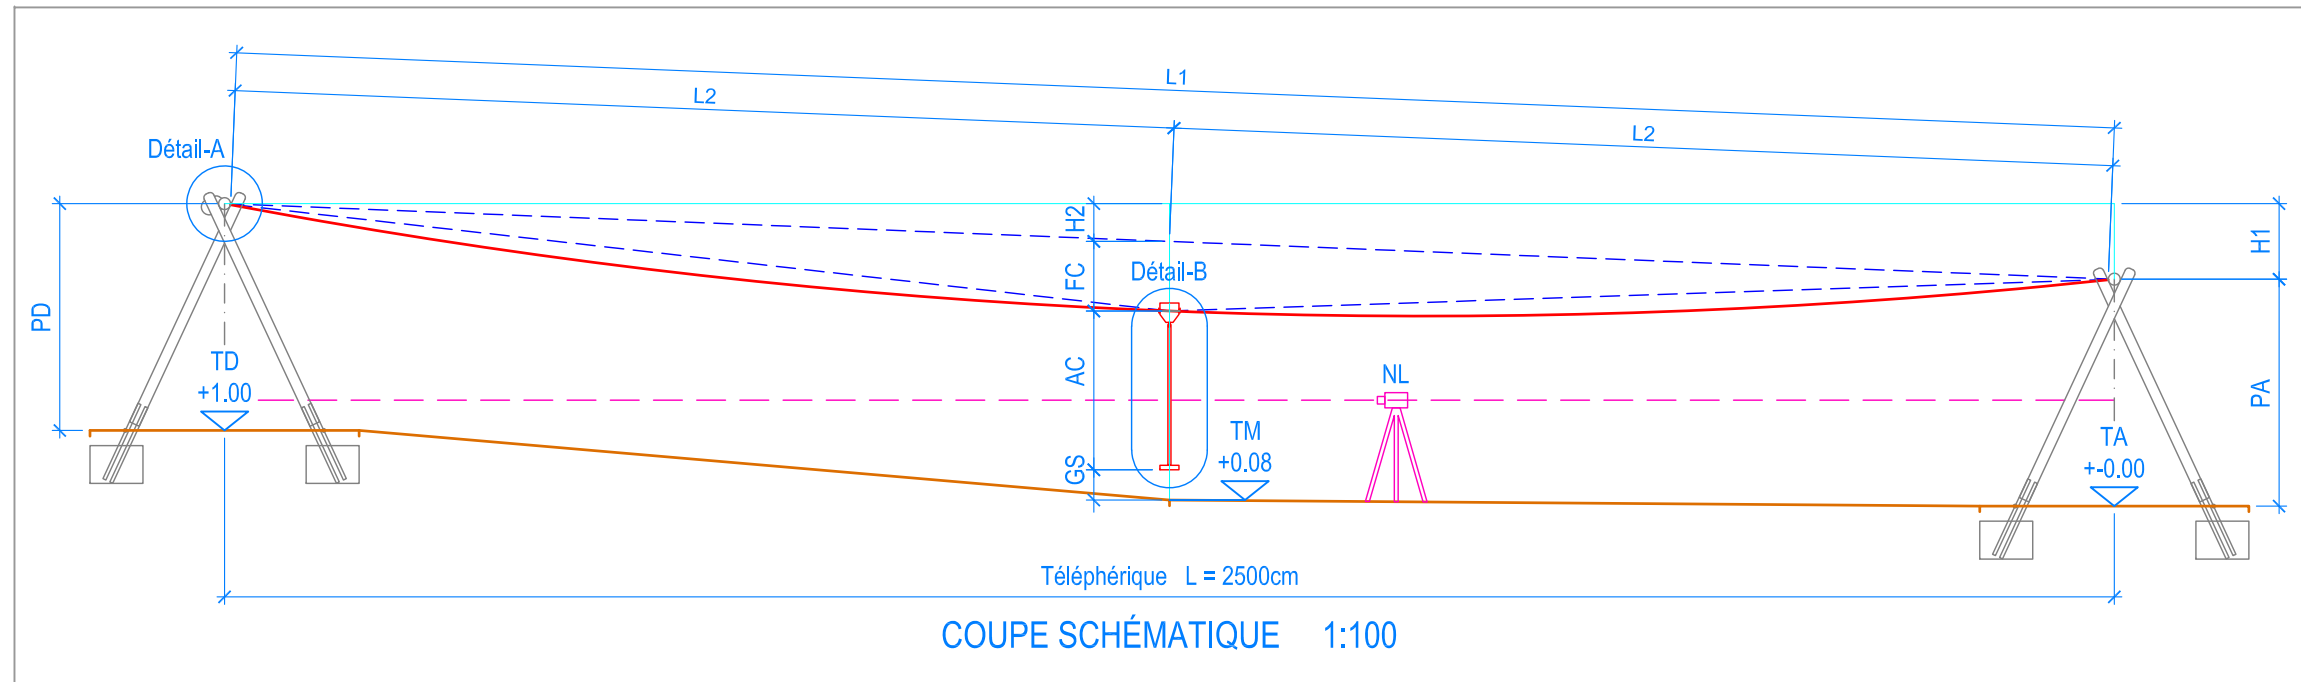 L1
L2
L2
Détail-A
H2
H1
FC
Détail-B
PD
TD
+1.00
AC
NL
PA
TM
+0.08
GS
TA
+-0.00
Téléphérique L = 2500cm
COUPE SCHÉMATIQUE 1:100